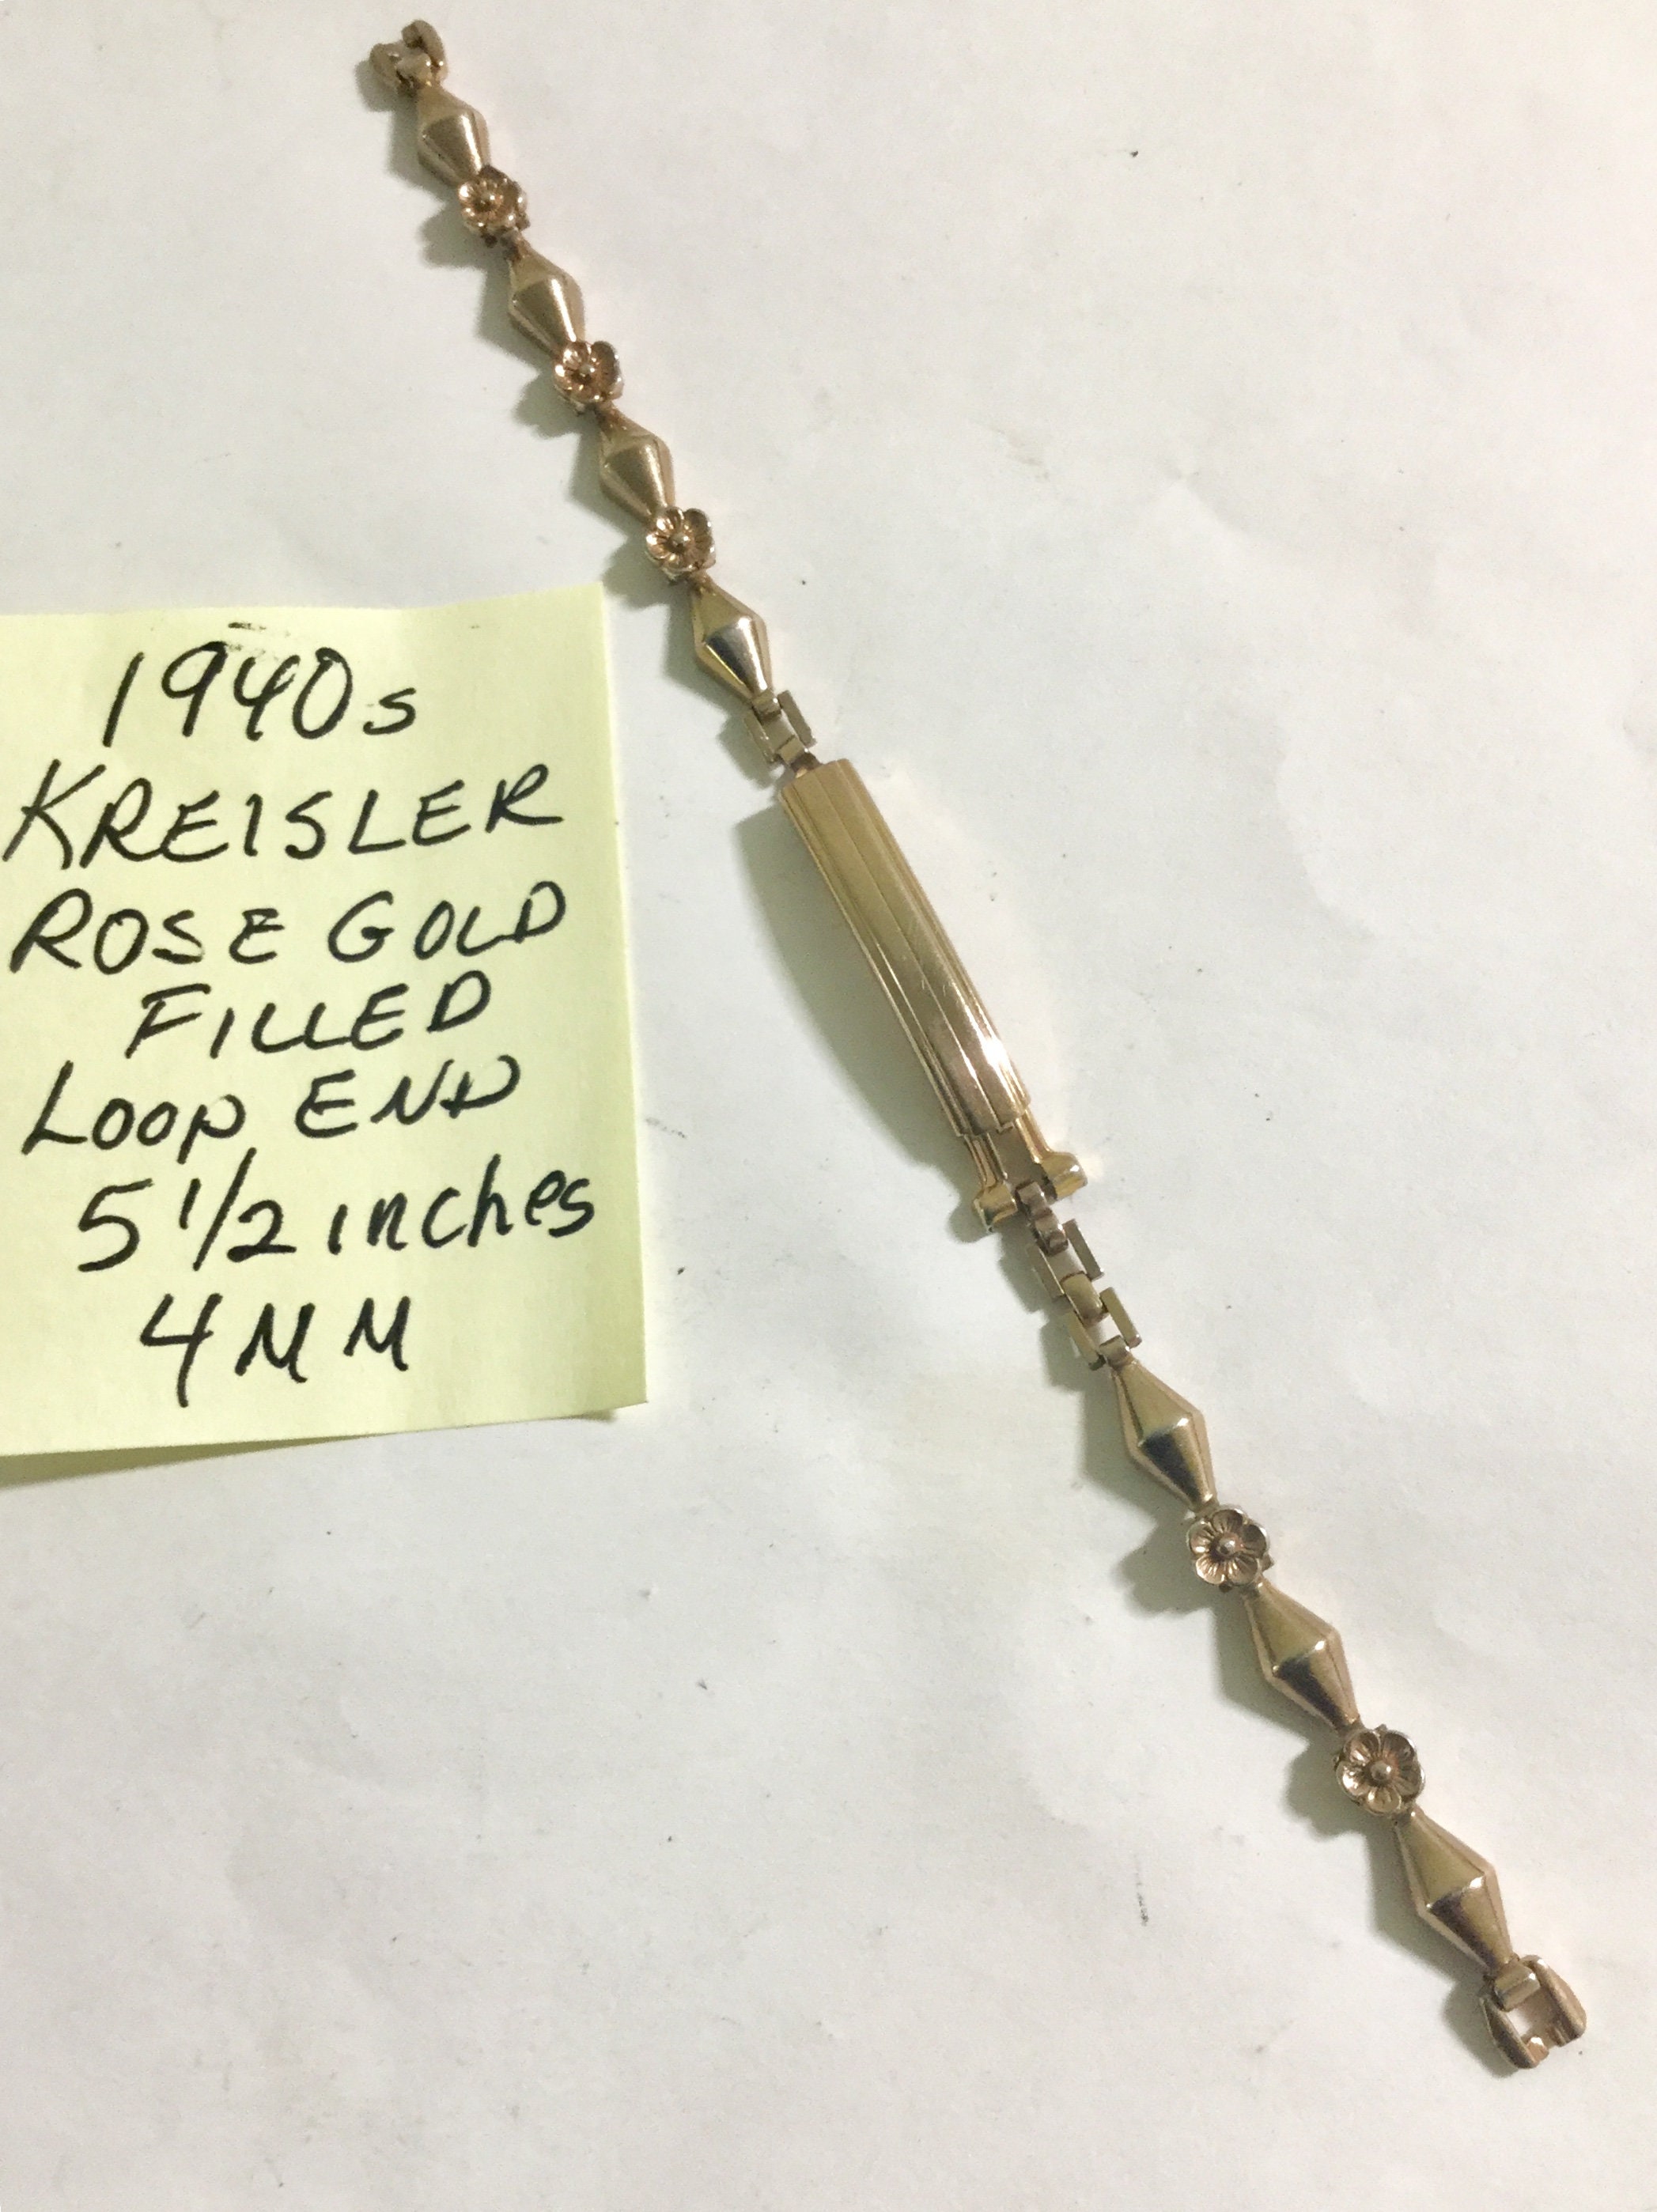 1940s
KREISLER
ROSE GOLD
FILLED
LOOP END
5 1/2 inches
4MM